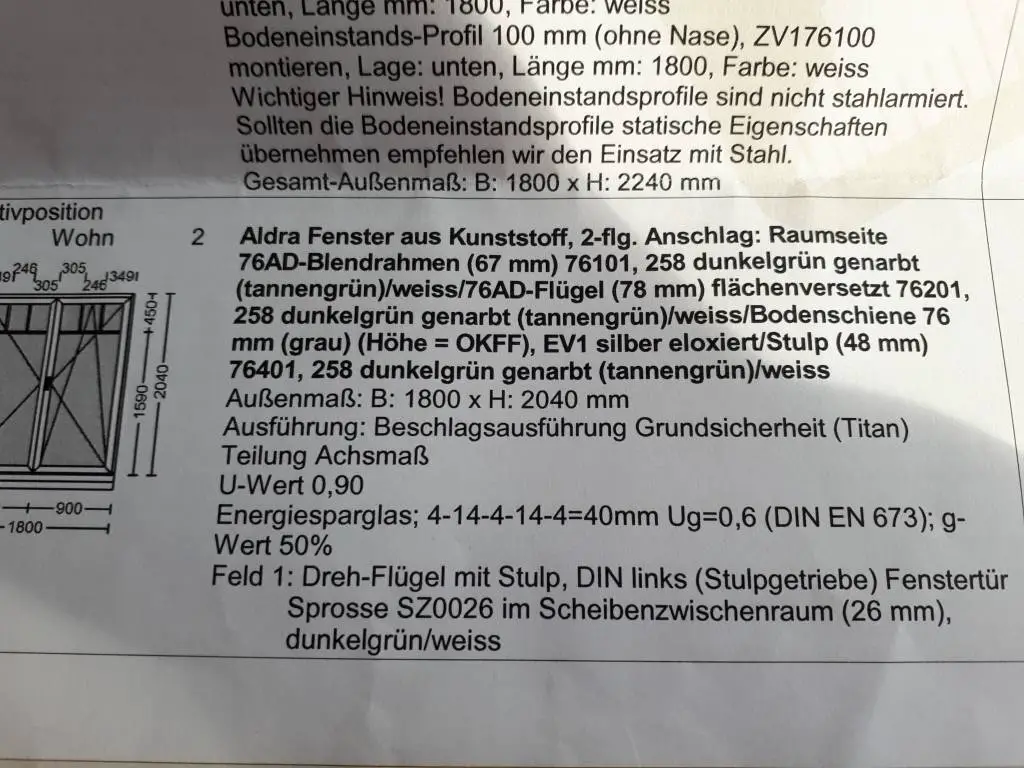 unten, Länge mm: 1800, Farbe: weiss
Bodeneinstands-Profil 100 mm (ohne Nase), ZV176100
montieren, Lage: unten, Länge mm: 1800, Farbe: weiss
Wichtiger Hinweis! Bodeneinstandsprofile sind nicht stahlarmiert.
Sollten die Bodeneinstandsprofile statische Eigenschaften
übernehmen empfehlen wir den Einsatz mit Stahl.
Gesamt-Außenmaß: B: 1800 x H: 2240 mm
tivposition
Wohn
2
Aldra Fenster aus Kunststoff, 2-flg. Anschlag: Raumseite
76AD-Blendrahmen (67 mm) 76101, 258 dunkelgrün genarbt
(tannengrün)/weiss/76AD-Flügel (78 mm) flächenversetzt 76201,
258 dunkelgrün genarbt (tannengrün)/weiss/Bodenschiene 76
mm (grau) (Höhe = OKFF), EV1 silber eloxiert/Stulp (48 mm)
76401, 258 dunkelgrün genarbt (tannengrün)/weiss
Außenmaß: B: 1800 x H: 2040 mm
Ausführung: Beschlagsausführung Grundsicherheit (Titan)
Teilung Achsmaß
U-Wert 0,90
Energiesparglas; 4-14-4-14-4=40mm Ug=0,6 (DIN EN 673); g-
Wert 50%
Feld 1: Dreh-Flügel mit Stulp, DIN links (Stulpgetriebe) Fenstertür
Sprosse SZ0026 im Scheibenzwischenraum (26 mm),
dunkelgrün/weiss
246
305
305
246
349
450
1590
2040
900
1800